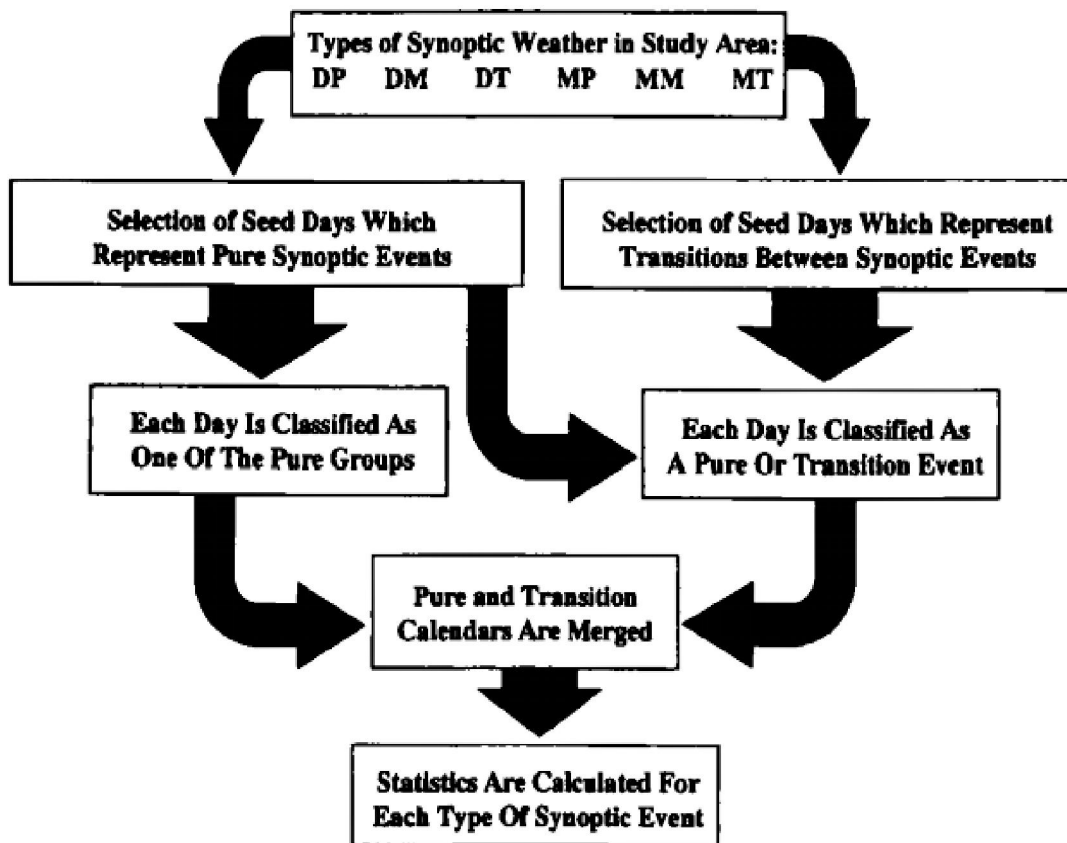 Types of Synoptic Weather in Study Area:
DP DM DT MP MM MT
Selection of Seed Days Which
Represent Pure Synoptic Events
Selection of Seed Days Which Represent
Transitions Between Synoptic Events
Each Day Is Classified As
One Of The Pure Groups
Each Day Is Classified As
A Pure Or Transition Event
Pure and Transition
Calendars Are Merged
Statistics Are Calculated For
Each Type Of Synoptic Event